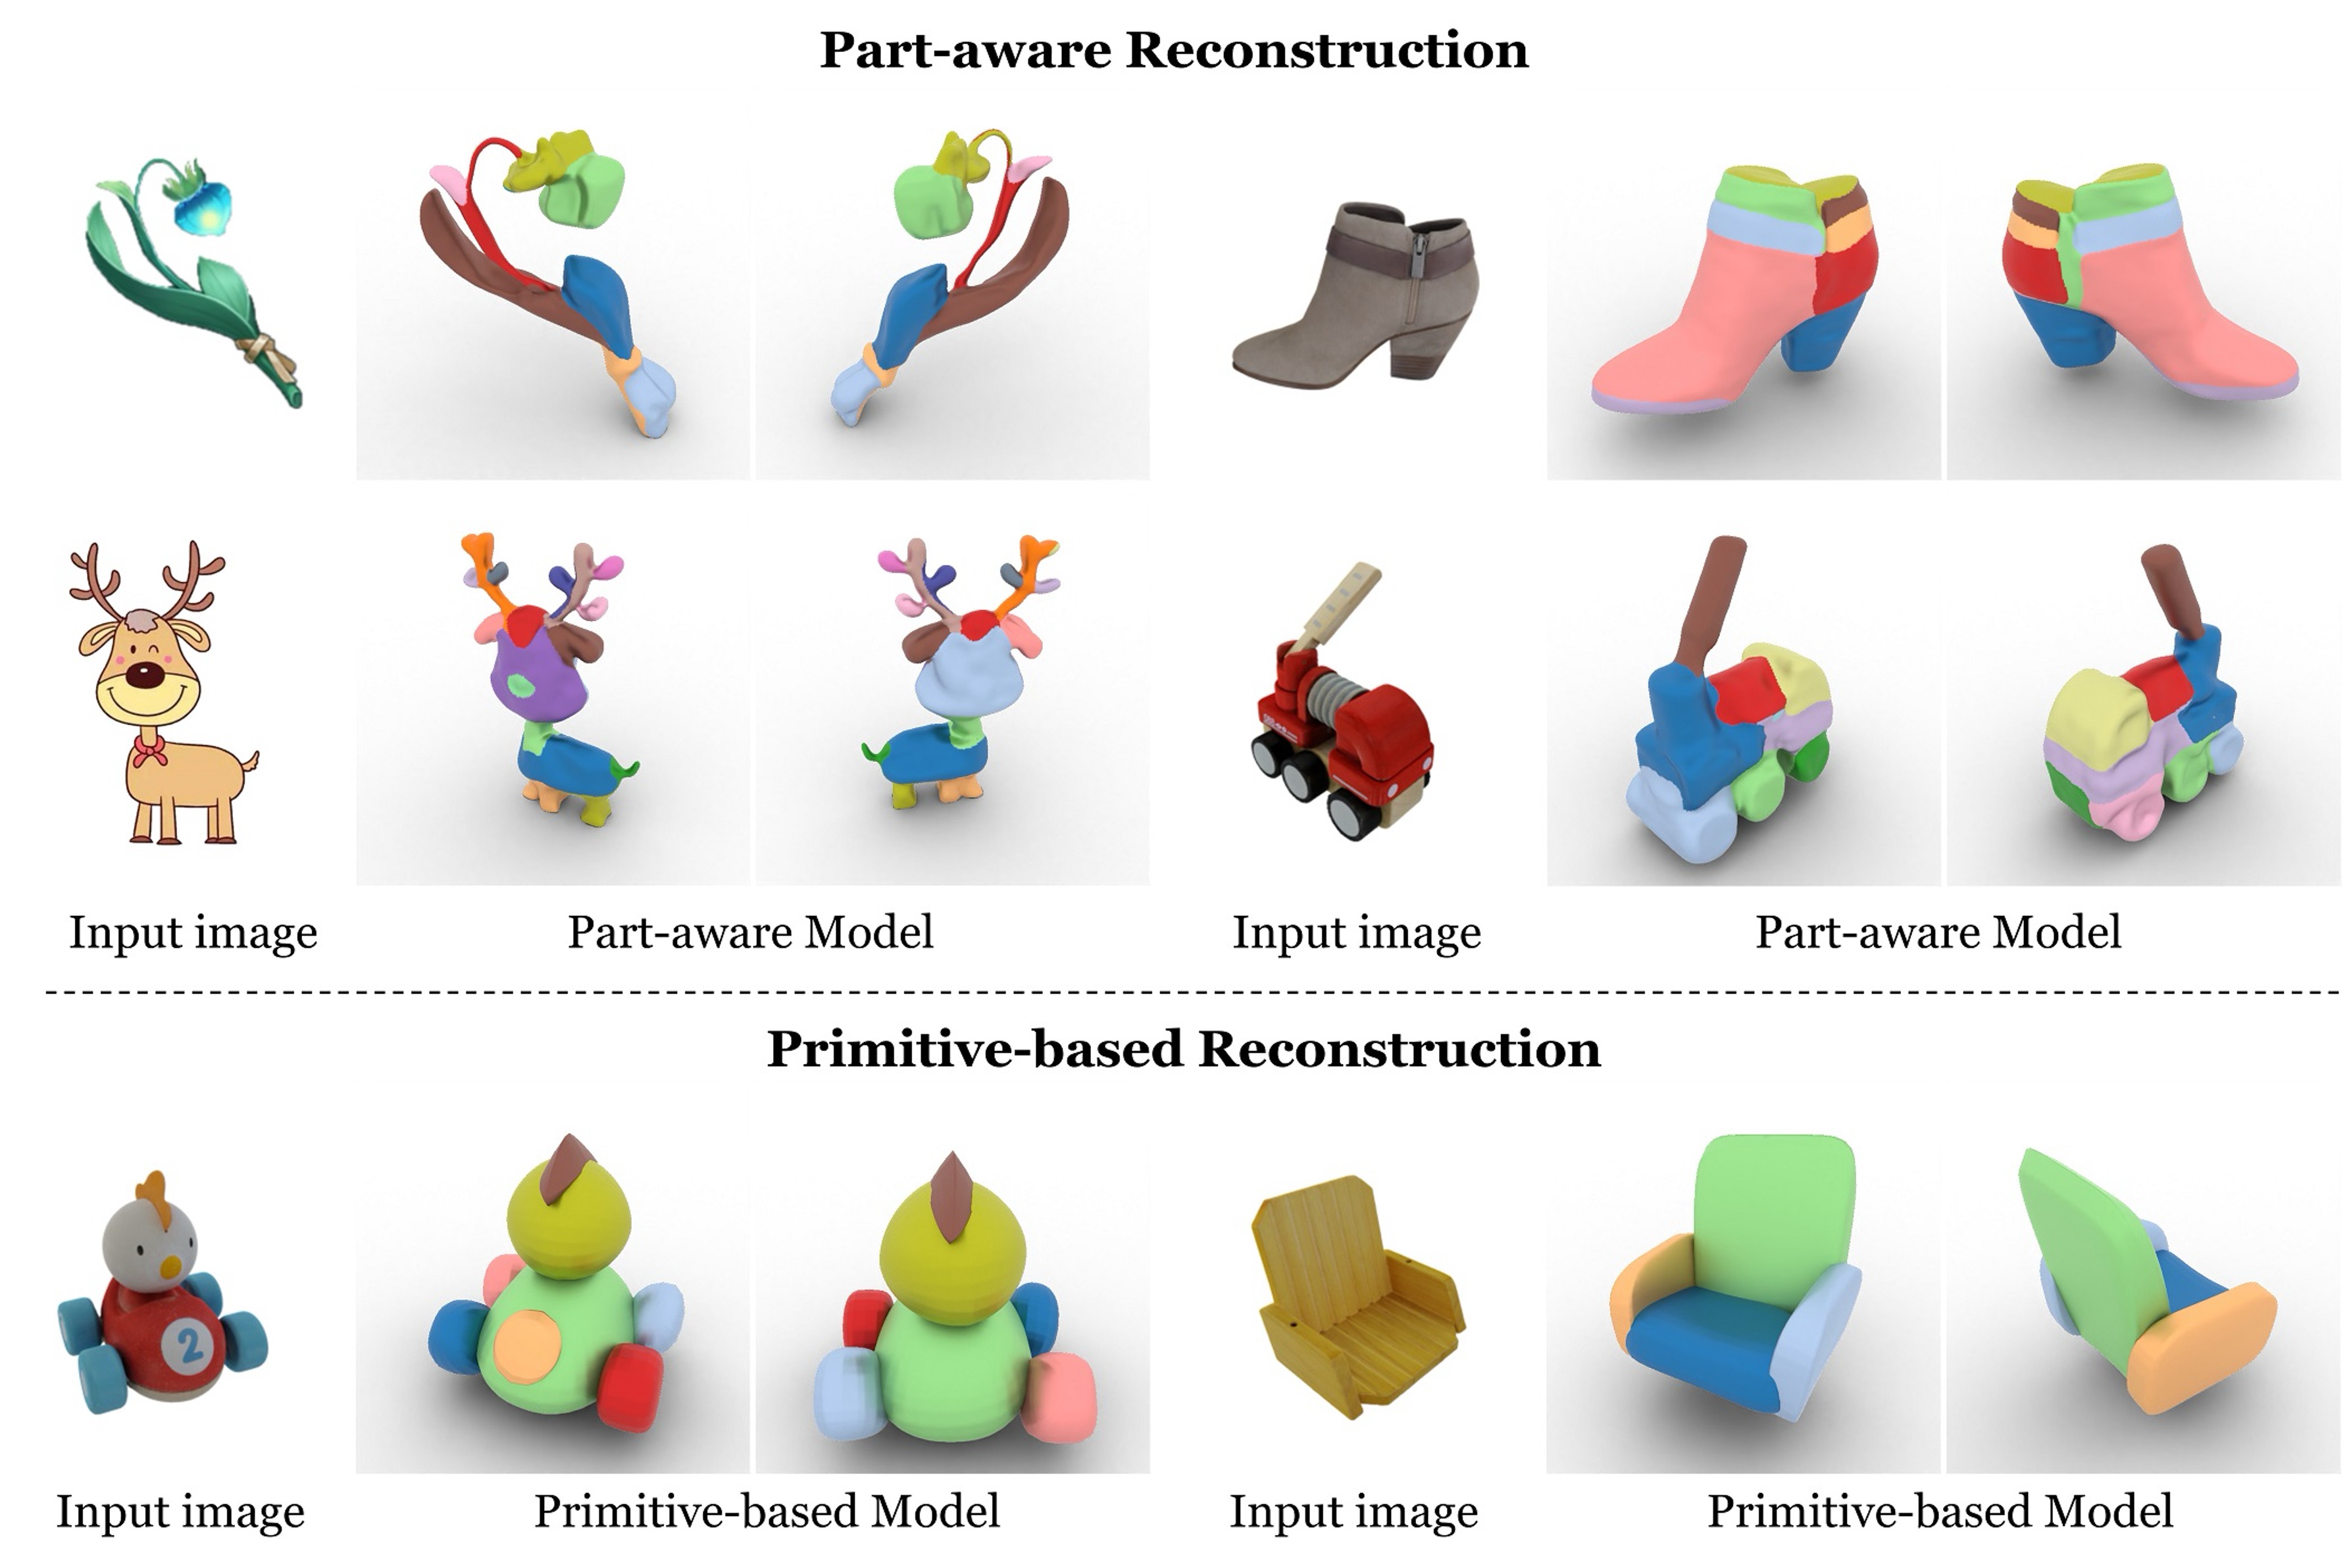 Part-aware Reconstruction
Input image
Part-aware Model
Input image
Part-aware Model
Primitive-based Reconstruction
2
Input image
Primitive-based Model
Input image
Primitive-based Model